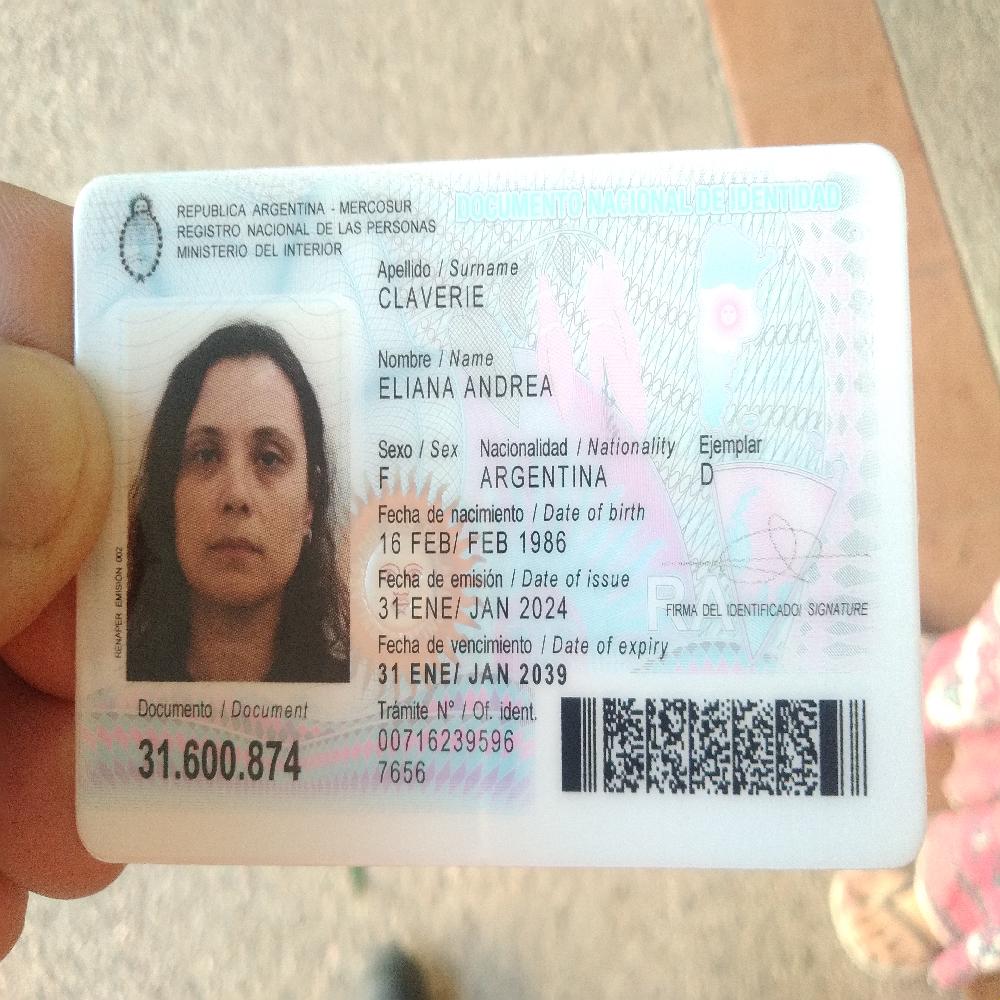 REPUBLICA ARGENTINA - MERCOSUR
REGISTRO NACIONAL DE LAS PERSONAS
MINISTERIO DEL INTERIOR
DOCUMENTO NACIONAL DE IDENTIDAD
Apellido / Surname
CLAVERIE
Nombre / Name
ELIANA ANDREA
Sexo / Sex Nacionalidad / Nationality Ejemplar
F ARGENTINA D
Fecha de nacimiento / Date of birth
16 FEB/ FEB 1986
Fecha de emisión / Date of issue
31 ENE/ JAN 2024
RA
FIRMA DEL IDENTIFICADO/ SIGNATURE
Fecha de vencimiento / Date of expiry
31 ENE/ JAN 2039
RENAPER EMISIÓN 002
Documento / Document
31.600.874
Trámite N° / Of. ident.
00716239596
7656